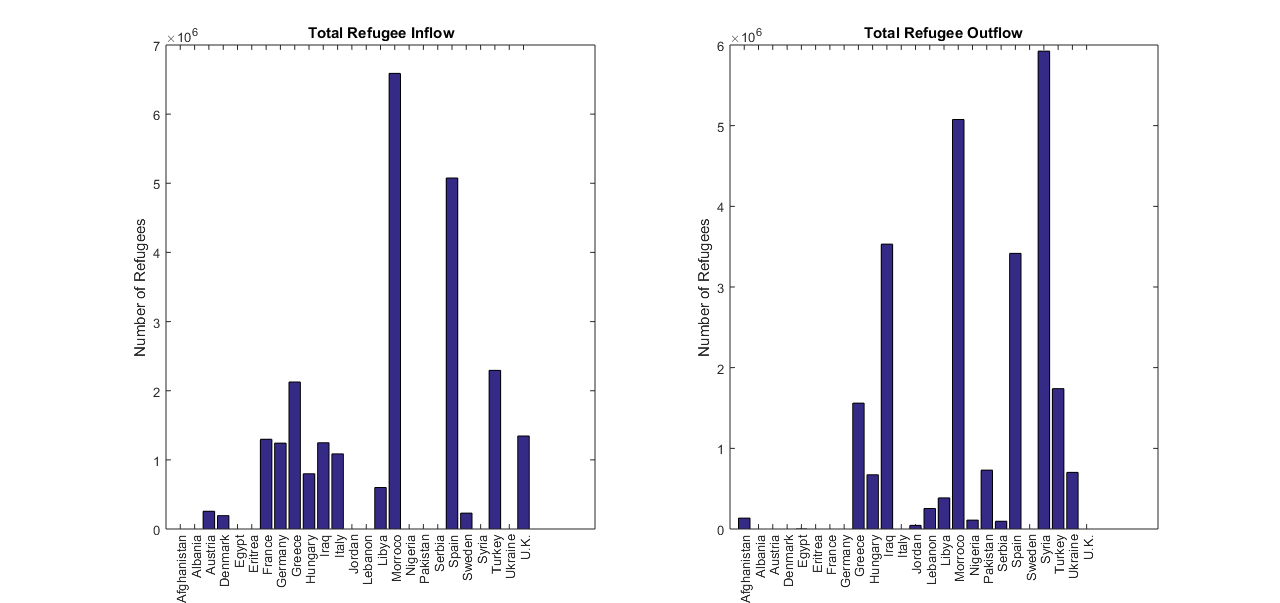 Total Refugee Inflow
×10^6
7
6
5
4
3
2
1
0
Number of Refugees
Afghanistan
Albania
Austria
Denmark
Egypt
Eritrea
France
Germany
Greece
Hungary
Iraq
Italy
Jordan
Lebanon
Libya
Moroco
Nigeria
Pakistan
Serbia
Spain
Sweden
Syria
Turkey
Ukraine
U.K.
Total Refugee Outflow
×10^6
6
5
4
3
2
1
0
Number of Refugees
Afghanistan
Albania
Austria
Denmark
Egypt
Eritrea
France
Germany
Greece
Hungary
Iraq
Italy
Jordan
Lebanon
Libya
Moroco
Nigeria
Pakistan
Serbia
Spain
Sweden
Syria
Turkey
Ukraine
U.K.